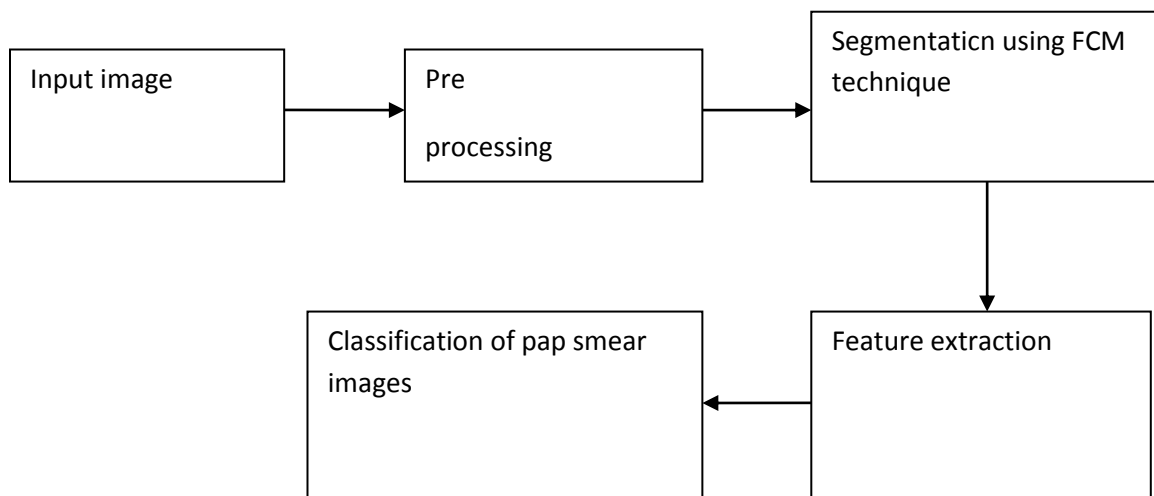 Input image
Pre
processing
Segmentaticn using FCM
technique
Feature extraction
Classification of pap smear
images